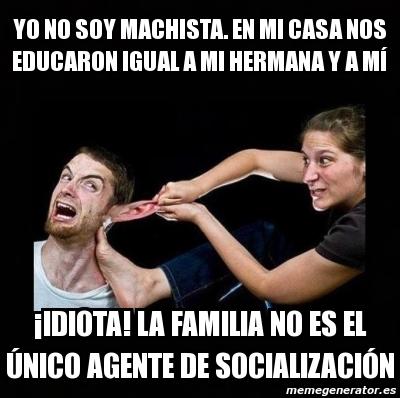 YO NO SOY MACHISTA. EN MI CASA NOS
EDUCARON IGUAL A MI HERMANA Y A MÍ
¡IDIOTA! LA FAMILIA NO ES EL
ÚNICO AGENTE DE SOCIALIZACIÓN
memegenerator.es